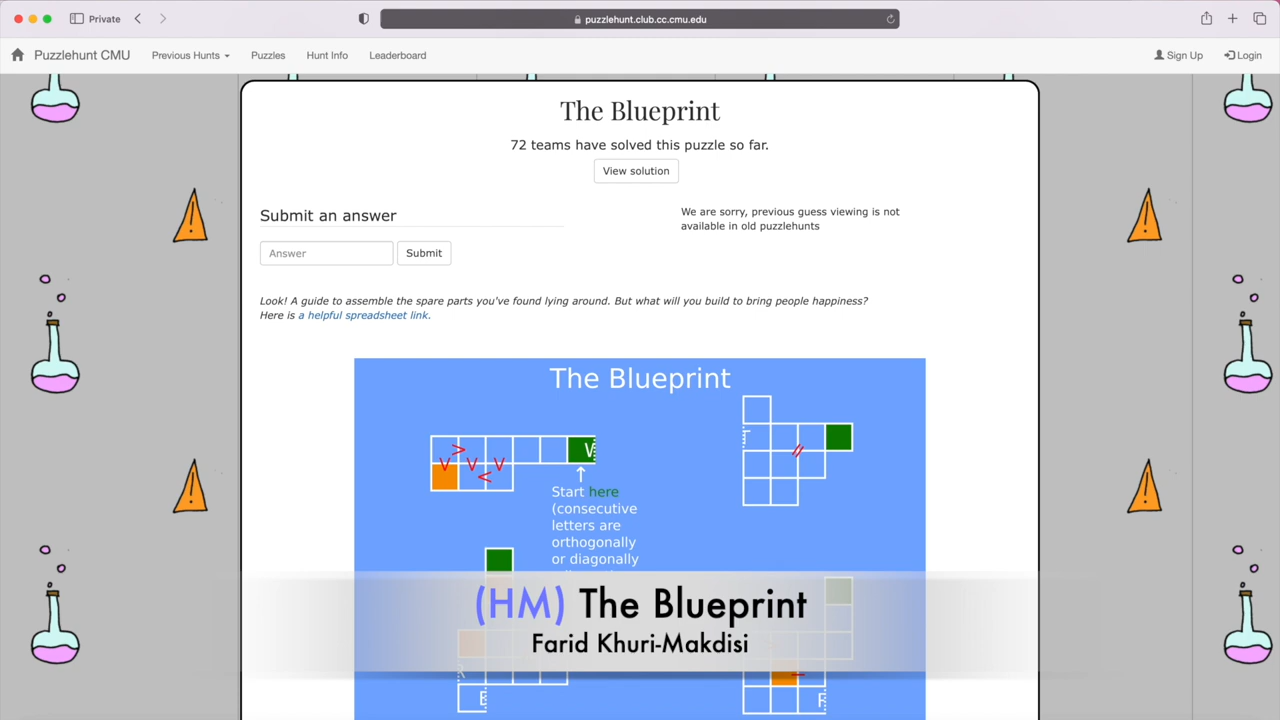 Private
puzzlehunt.club.cc.cmu.edu
Puzzlehunt CMU Previous Hunts Puzzles Hunt Info Leaderboard Sign Up Login
The Blueprint
72 teams have solved this puzzle so far.
View solution
Submit an answer
We are sorry, previous guess viewing is not
available in old puzzlehunts
Answer Submit
Look! A guide to assemble the spare parts you've found lying around. But what will you build to bring people happiness?
Here is a helpful spreadsheet link.
The Blueprint
Start here
(consecutive
letters are
orthogonally
or diagonally
(HM) The Blueprint
Farid Khuri-Makdisi